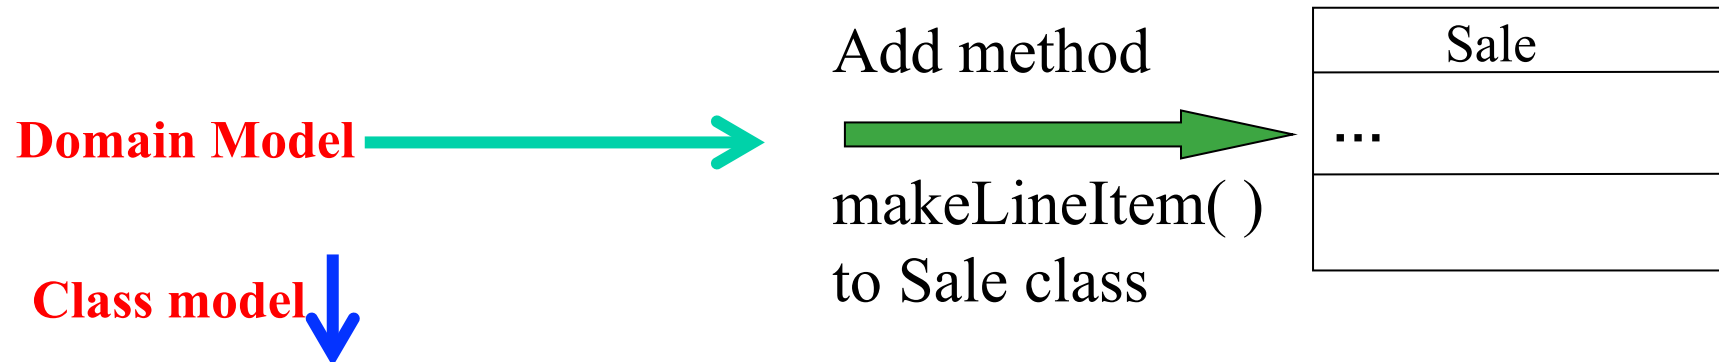 Add method
Sale
Domain Model
...
makeLineItem( )
to Sale class
Class model